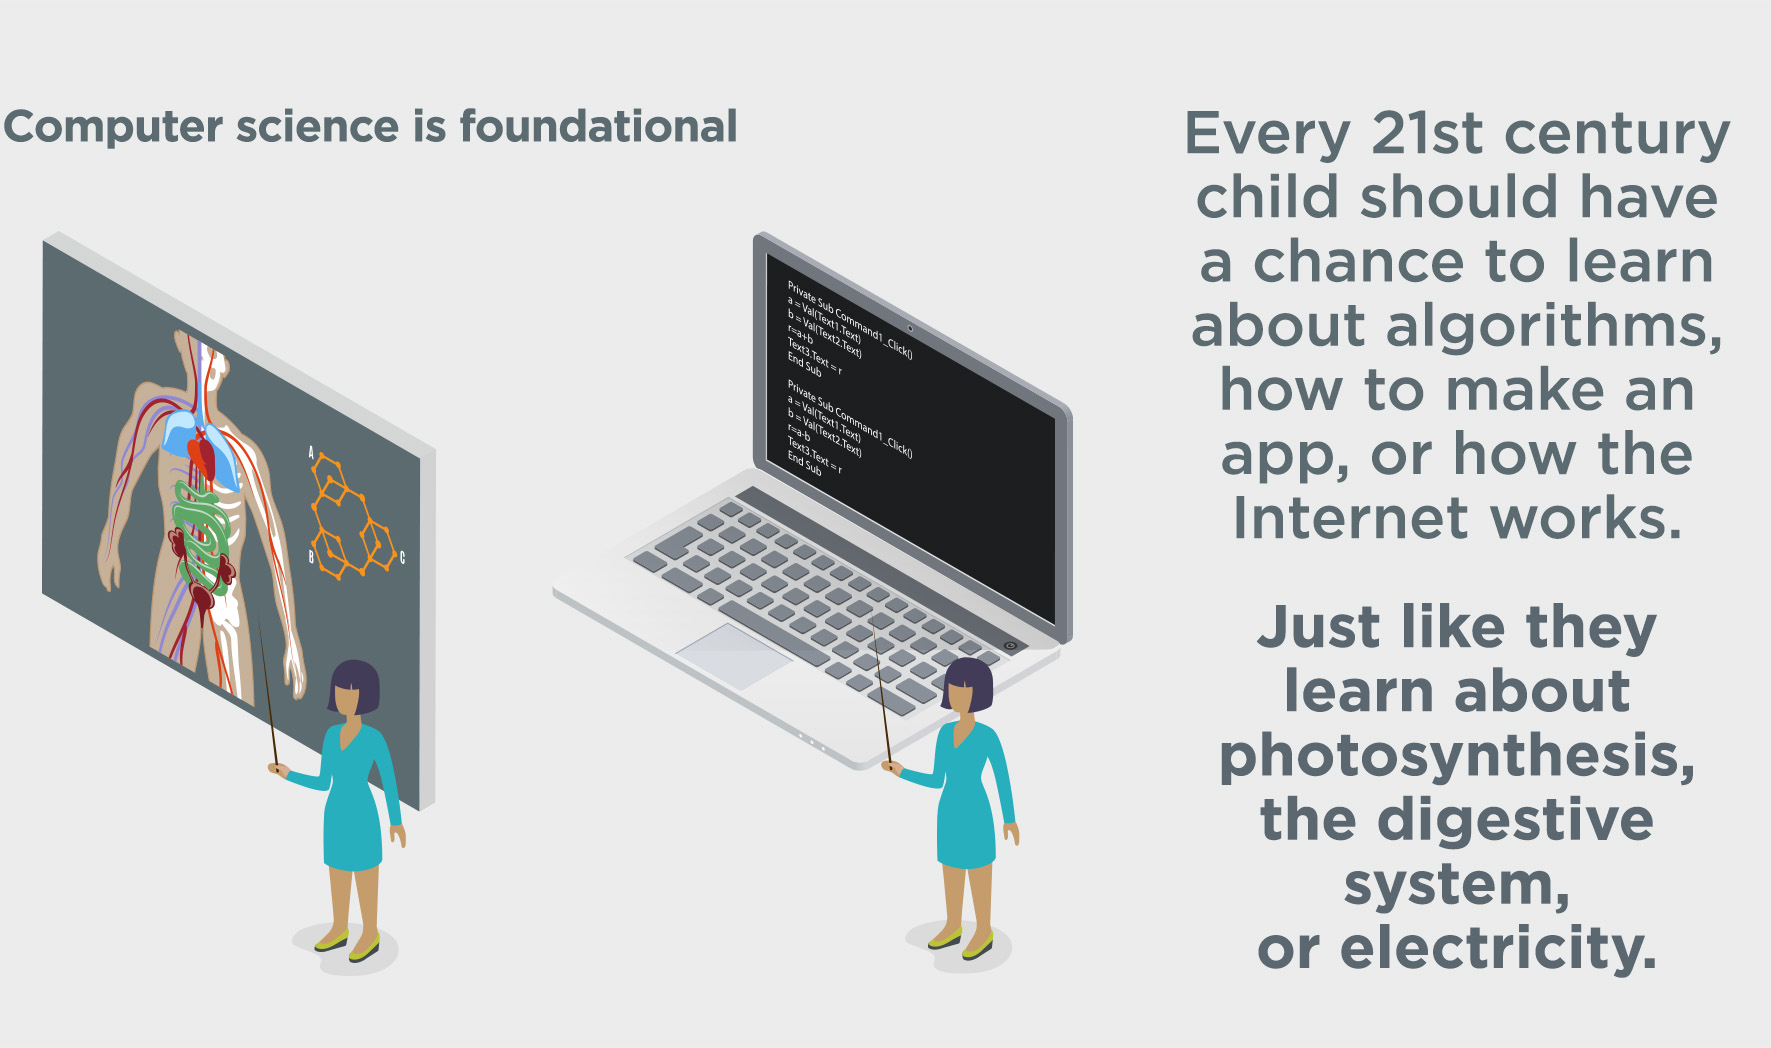 Computer science is foundational
A
B
C
Private Sub Command1_Click()
a = Val(Text1.Text)
b = Val(Text2.Text)
r=a+b
Text3.Text = r
End Sub
Private Sub Command1_Click()
a = Val(Text1.Text)
b = Val(Text2.Text)
r=a-b
Text3.Text = r
End Sub
Every 21st century
child should have
a chance to learn
about algorithms,
how to make an
app, or how the
Internet works.
Just like they
learn about
photosynthesis,
the digestive
system,
or electricity.